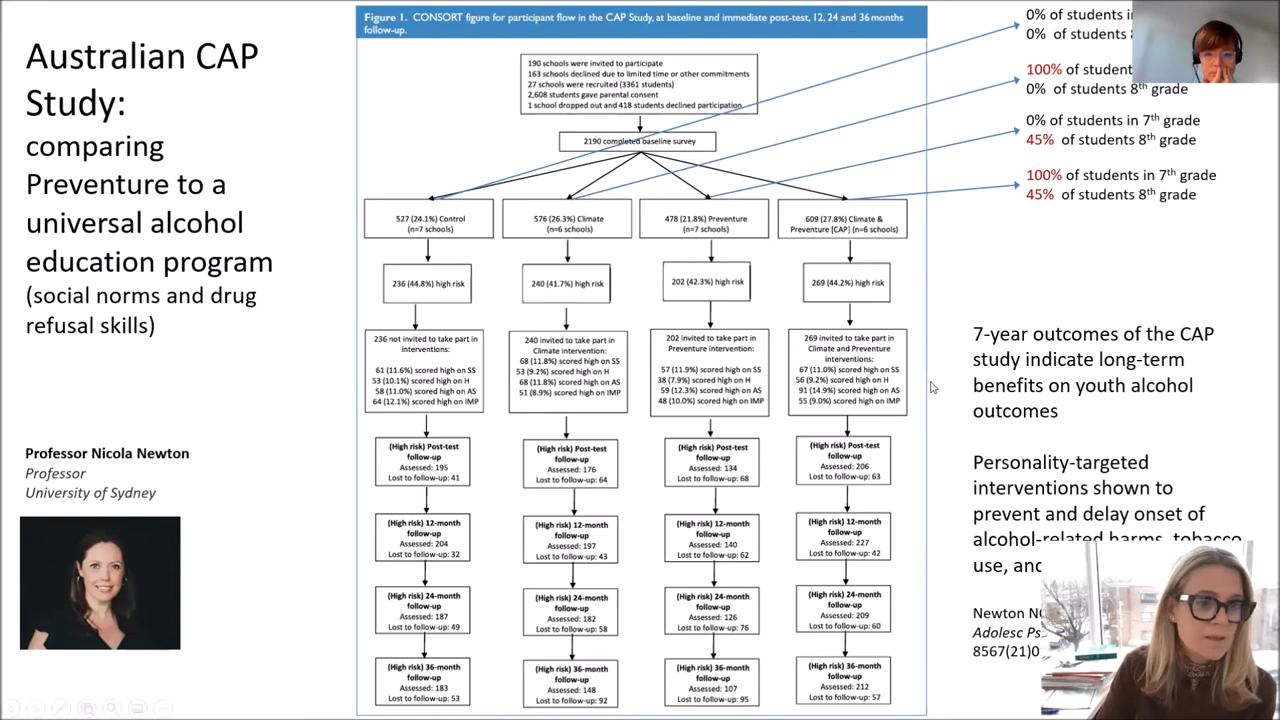 Australian CAP
Study:
comparing
Preventure to a
universal alcohol
education program
(social norms and drug
refusal skills)
Professor Nicola Newton
Professor
University of Sydney
Figure 1. CONSORT figure for participant flow in the CAP Study, at baseline and immediate post-test, 12, 24 and 36 months
follow-up.
190 schools were invited to participate
163 schools declined due to limited time or other commitments
27 schools were recruited (3361 students)
2,608 students gave parental consent
1 school dropped out and 418 students declined participation
2190 completed baseline survey
527 (24.1%) Control
(n=7 schools)
576 (26.3%) Climate
(n=6 schools)
478 (21.8%) Preventure
(n=7 schools)
609 (27.8%) Climate &
Preventure [CAP] (n=6 schools)
236 (44.8%) high risk
240 (41.7%) high risk
202 (42.3%) high risk
269 (44.2%) high risk
236 not invited to take part in
interventions:
61 (11.6%) scored high on SS
53 (10.1%) scored high on H
58 (11.0%) scored high on AS
64 (12.1%) scored high on IMP
240 invited to take part in
Climate intervention:
68 (11.8%) scored high on SS
53 (9.2%) scored high on H
68 (11.8%) scored high on AS
51 (8.9%) scored high on IMP
202 invited to take part in
Preventure intervention:
57 (11.9%) scored high on SS
38 (7.9%) scored high on H
59 (12.3%) scored high on AS
48 (10.0%) scored high on IMP
269 invited to take part in
Climate and Preventure
interventions:
67 (11.0%) scored high on SS
56 (9.2%) scored high on H
91 (14.9%) scored high on AS
55 (9.0%) scored high on IMP
(High risk) Post-test
follow-up
Assessed: 195
Lost to follow-up: 41
(High risk) Post-test
follow-up
Assessed: 176
Lost to follow-up: 64
(High risk) Post-test
follow-up
Assessed: 134
Lost to follow-up: 68
(High risk) Post-test
follow-up
Assessed: 206
Lost to follow-up: 63
(High risk) 12-month
follow-up
Assessed: 204
Lost to follow-up: 32
(High risk) 12-month
follow-up
Assessed: 197
Lost to follow-up: 43
(High risk) 12-month
follow-up
Assessed: 140
Lost to follow-up: 62
(High risk) 12-month
follow-up
Assessed: 227
Lost to follow-up: 42
(High risk) 24-month
follow-up
Assessed: 187
Lost to follow-up: 49
(High risk) 24-month
follow-up
Assessed: 182
Lost to follow-up: 58
(High risk) 24-month
follow-up
Assessed: 126
Lost to follow-up: 76
(High risk) 24-month
follow-up
Assessed: 209
Lost to follow-up: 60
(High risk) 36-month
follow-up
Assessed: 183
Lost to follow-up: 53
(High risk) 36-month
follow-up
Assessed: 148
Lost to follow-up: 92
(High risk) 36-month
follow-up
Assessed: 107
Lost to follow-up: 95
(High risk) 36-month
follow-up
Assessed: 212
Lost to follow-up: 57
0% of students
0% of students
100% of student
0% of students 8th grade
0% of students in 7th grade
45% of students 8th grade
100% of students in 7th grade
45% of students 8th grade
7-year outcomes of the CAP
study indicate long-term
benefits on youth alcohol
outcomes
Personality-targeted
interventions shown to
prevent and delay onset of
alcohol-related harms, tobacco
use, and
Newton
Adolesc Ps
8567(21)0